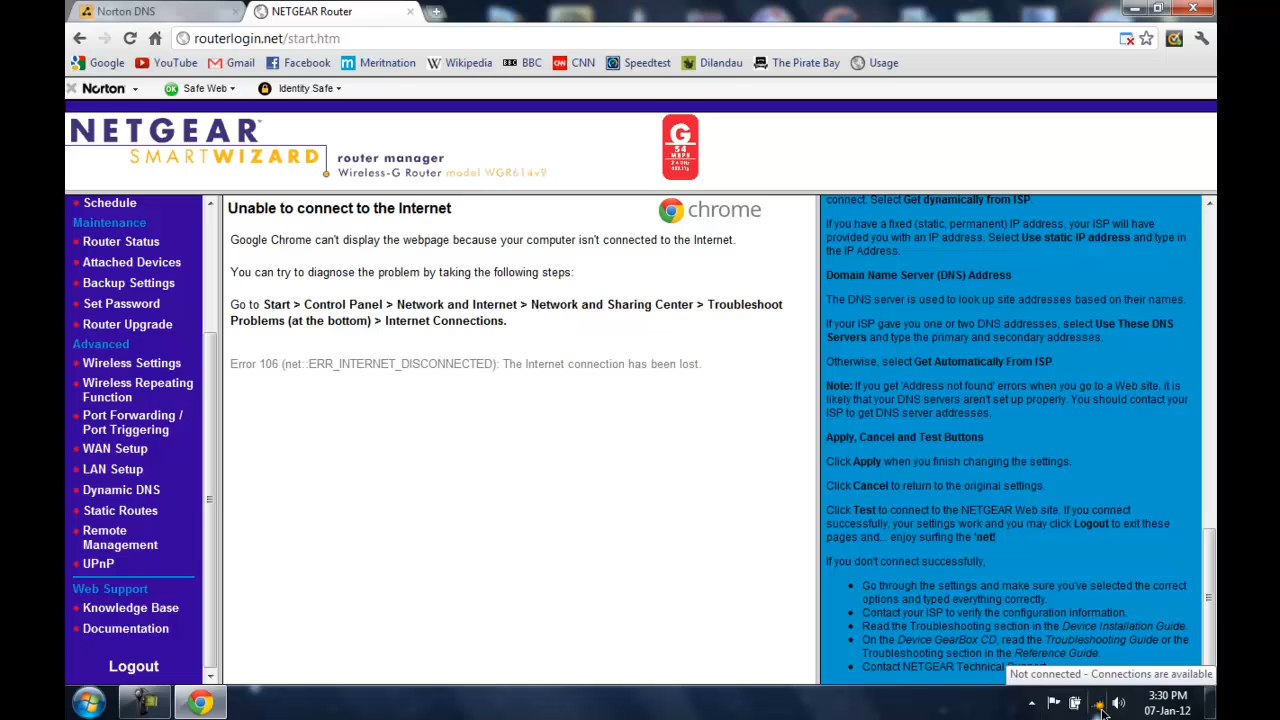 Norton DNS
NETGEAR Router
routerlogin.net/start.htm
Google
YouTube
Gmail
Facebook
Meritnation
Wikipedia
BBC
CNN
Speedtest
Dilandau
The Pirate Bay
Usage
Norton
Safe Web
Identity Safe
NETGEAR
SMARTWIZARD
router manager
Wireless-G Router model WGR614v9
G
54
MBPS
2.4 GHz
802.11g
Schedule
Maintenance
Router Status
Attached Devices
Backup Settings
Set Password
Router Upgrade
Advanced
Wireless Settings
Wireless Repeating
Function
Port Forwarding /
Port Triggering
WAN Setup
LAN Setup
Dynamic DNS
Static Routes
Remote
Management
UPnP
Web Support
Knowledge Base
Documentation
Logout
Unable to connect to the Internet
chrome
Google Chrome can't display the webpage because your computer isn't connected to the Internet.
You can try to diagnose the problem by taking the following steps:
Go to Start > Control Panel > Network and Internet > Network and Sharing Center > Troubleshoot
Problems (at the bottom) > Internet Connections.
Error 106 (net::ERR_INTERNET_DISCONNECTED): The Internet connection has been lost.
connect. Select Get dynamically from ISP.
If you have a fixed (static, permanent) IP address, your ISP will have
provided you with an IP address. Select Use static IP address and type in
the IP Address.
Domain Name Server (DNS) Address
The DNS server is used to look up site addresses based on their names.
If your ISP gave you one or two DNS addresses, select Use These DNS
Servers and type the primary and secondary addresses.
Otherwise, select Get Automatically From ISP.
Note: If you get 'Address not found' errors when you go to a Web site, it is
likely that your DNS servers aren't set up properly. You should contact your
ISP to get DNS server addresses.
Apply, Cancel and Test Buttons
Click Apply when you finish changing the settings.
Click Cancel to return to the original settings.
Click Test to connect to the NETGEAR Web site. If you connect
successfully, your settings work and you may click Logout to exit these
pages and... enjoy surfing the 'net!
If you don't connect successfully,
Go through the settings and make sure you've selected the correct
options and typed everything correctly.
Contact your ISP to verify the configuration information.
Read the Troubleshooting section in the Device Installation Guide.
On the Device GearBox CD, read the Troubleshooting Guide or the
Troubleshooting section in the Reference Guide.
Contact NETGEAR Technical
Not connected - Connections are available
3:30 PM
07-Jan-12